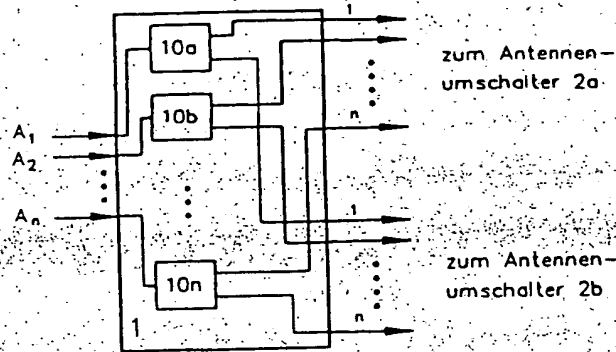 1
10a
zum Antennen-
umschalter 2a
10b
n
A1
A2
An
1
10n
zum Antennen-
umschalter 2b
n
1